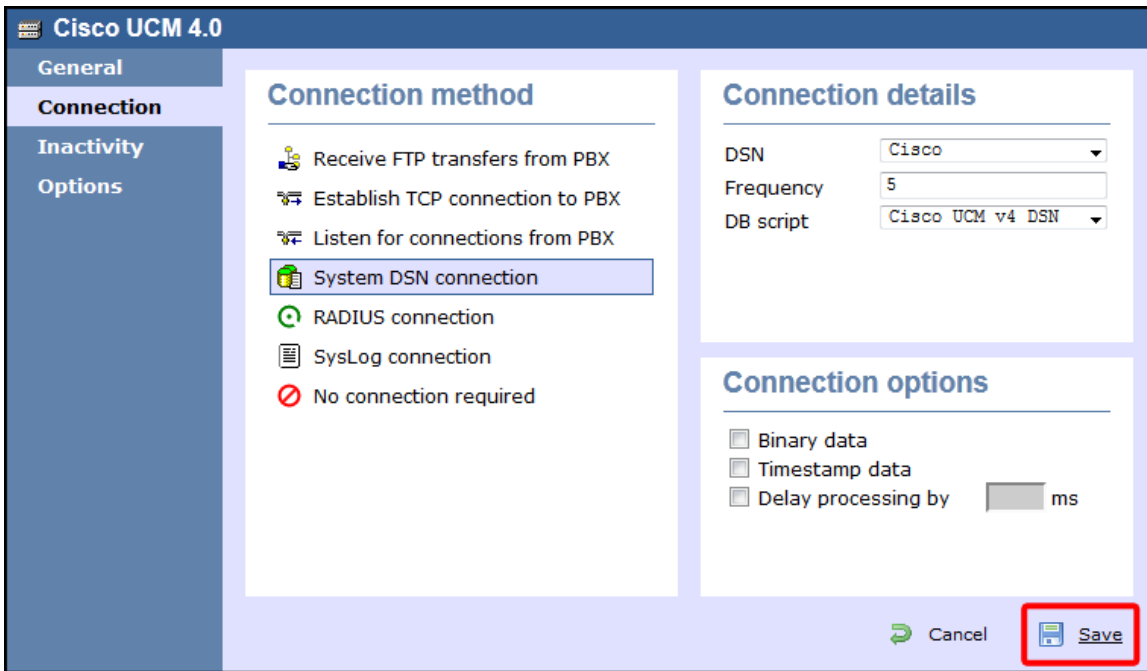 Cisco UCM 4.0
General
Connection
Inactivity
Options
Connection method
Receive FTP transfers from PBX
Establish TCP connection to PBX
Listen for connections from PBX
System DSN connection
RADIUS connection
SysLog connection
No connection required
Connection details
DSN Cisco
Frequency 5
DB script Cisco UCM v4 DSN
Connection options
Binary data
Timestamp data
Delay processing by ms
Cancel Save